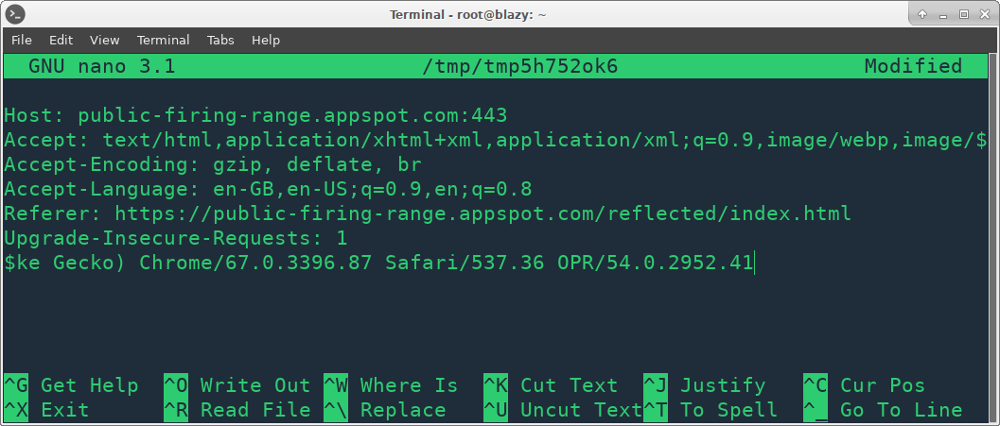 Terminal - root@blazy: ~
File Edit View Terminal Tabs Help
GNU nano 3.1 /tmp/tmp5h752ok6 Modified
Host: public-firing-range.appspot.com:443
Accept: text/html,application/xhtml+xml,application/xml;q=0.9,image/webp,image/$
Accept-Encoding: gzip, deflate, br
Accept-Language: en-GB,en-US;q=0.9,en;q=0.8
Referer: https://public-firing-range.appspot.com/reflected/index.html
Upgrade-Insecure-Requests: 1
$ke Gecko) Chrome/67.0.3396.87 Safari/537.36 OPR/54.0.2952.41
^G Get Help ^O Write Out ^W Where Is ^K Cut Text ^J Justify ^C Cur Pos
^X Exit ^R Read File ^\ Replace ^U Uncut Text ^T To Spell ^_ Go To Line